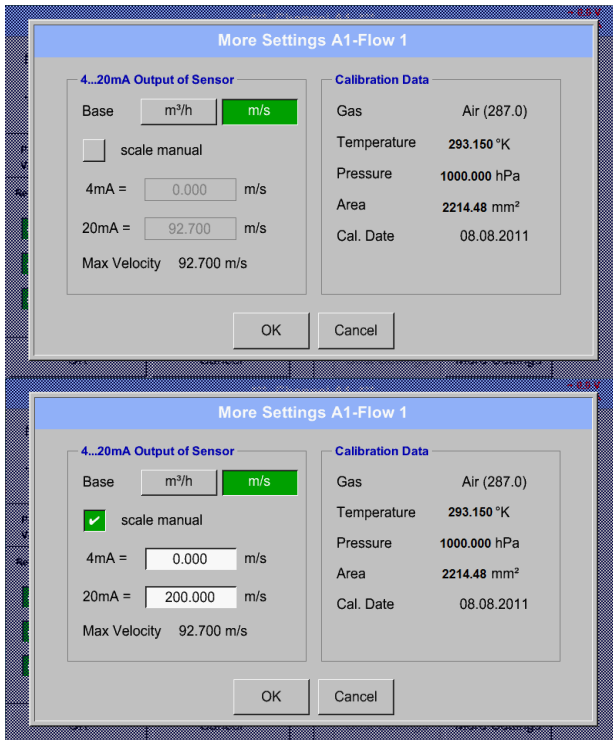 ~ 0.0 V
More Settings A1-Flow 1
4...20mA Output of Sensor
Base m³/h m/s
scale manual
4mA = 0.000 m/s
20mA = 92.700 m/s
Max Velocity 92.700 m/s
Calibration Data
Gas Air (287.0)
Temperature 293.150 °K
Pressure 1000.000 hPa
Area 2214.48 mm²
Cal. Date 08.08.2011
OK Cancel
~ 0.0 V
More Settings A1-Flow 1
4...20mA Output of Sensor
Base m³/h m/s
scale manual
4mA = 0.000 m/s
20mA = 200.000 m/s
Max Velocity 92.700 m/s
Calibration Data
Gas Air (287.0)
Temperature 293.150 °K
Pressure 1000.000 hPa
Area 2214.48 mm²
Cal. Date 08.08.2011
OK Cancel